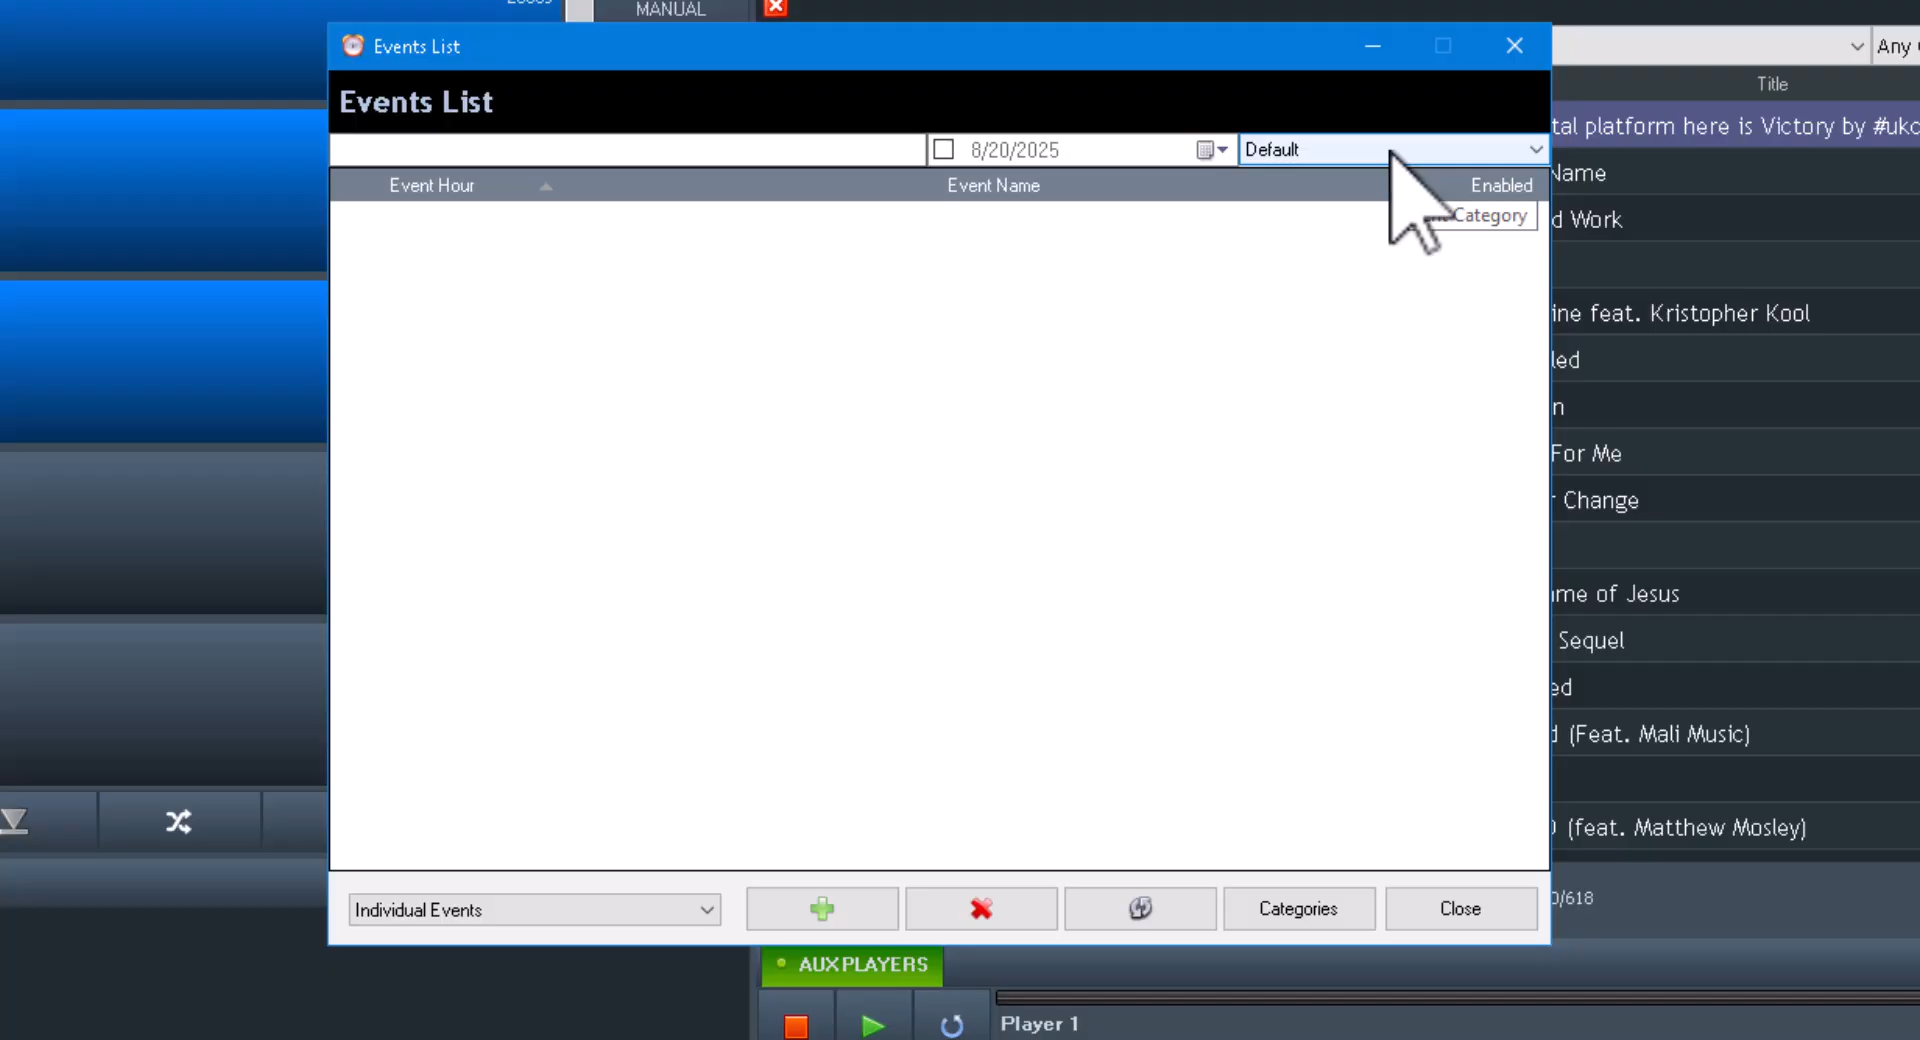 MANUAL
Events List
Any
Events List
Title
8/20/2025
Default
tal platform here is Victory by #ukc
Event Hour
Event Name
Enabled
Name
Category
d Work
ine feat. Kristopher Kool
led
n
For Me
r Change
ame of Jesus
Sequel
ed
d (Feat. Mali Music)
(feat. Matthew Mosley)
Individual Events
Categories
Close
0/618
AUX PLAYERS
Player 1